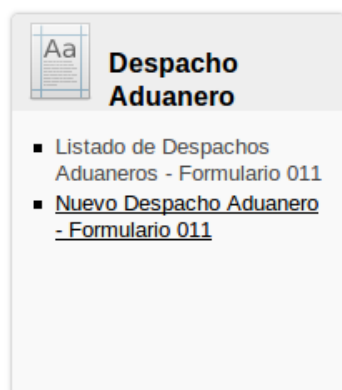 Aa
Despacho
Aduanero
Listado de Despachos
Aduaneros - Formulario 011
Nuevo Despacho Aduanero
- Formulario 011